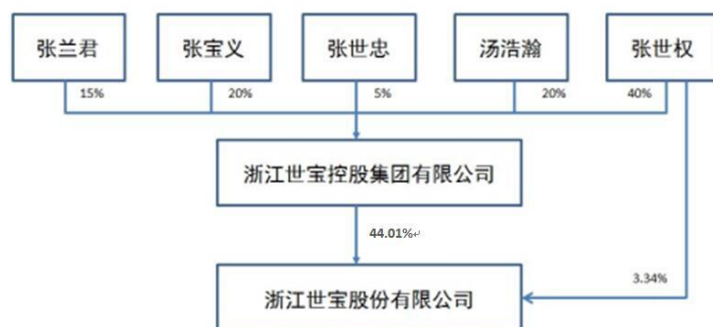 张兰君
张宝义
张世忠
汤浩瀚
张世权
15%
20%
5%
20%
40%
浙江世宝控股集团有限公司
44.01%↵
3.34%
浙江世宝股份有限公司